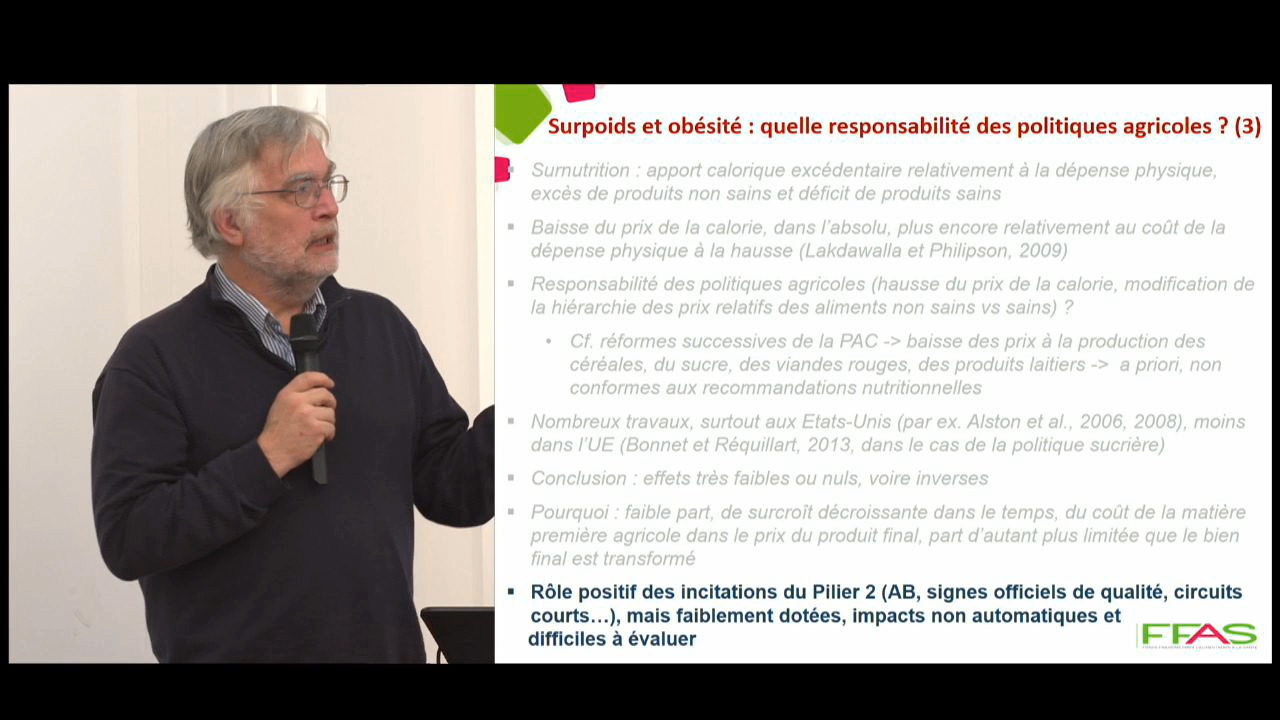 Surpoids et obésité : quelle responsabilité des politiques agricoles ? (3)
▪ Surnutrition : apport calorique excédentaire relativement à la dépense physique,
excès de produits non sains et déficit de produits sains
▪ Baisse du prix de la calorie, dans l'absolu, plus encore relativement au coût de la
dépense physique à la hausse (Lakdawalla et Philipson, 2009)
▪ Responsabilité des politiques agricoles (hausse du prix de la calorie, modification de
la hiérarchie des prix relatifs des aliments non sains vs sains) ?
• Cf. réformes successives de la PAC -> baisse des prix à la production des
céréales, du sucre, des viandes rouges, des produits laitiers -> a priori, non
conformes aux recommandations nutritionnelles
▪ Nombreux travaux, surtout aux Etats-Unis (par ex. Alston et al., 2006, 2008), moins
dans l'UE (Bonnet et Réquillart, 2013, dans le cas de la politique sucrière)
▪ Conclusion : effets très faibles ou nuls, voire inverses
▪ Pourquoi : faible part, de surcroît décroissante dans le temps, du coût de la matière
première agricole dans le prix du produit final, part d'autant plus limitée que le bien
final est transformé
▪ Rôle positif des incitations du Pilier 2 (AB, signes officiels de qualité, circuits
courts…), mais faiblement dotées, impacts non automatiques et
difficiles à évaluer
FFAS